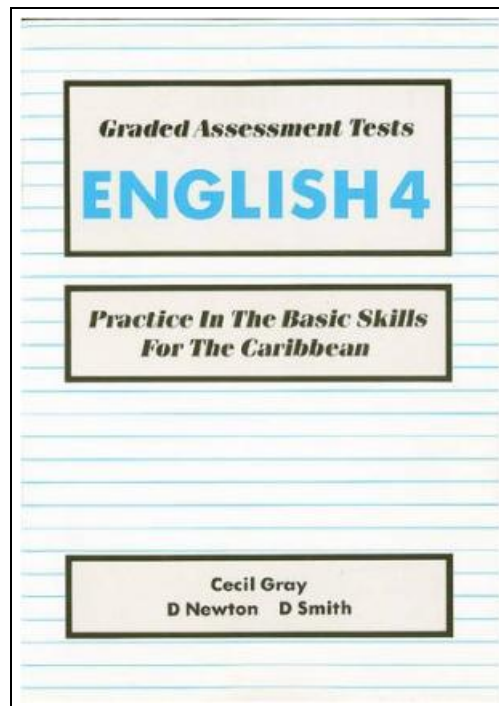 Graded Assessment Tests
ENGLISH 4
Practice In The Basic Skills
For The Caribbean
Cecil Gray
D Newton D Smith